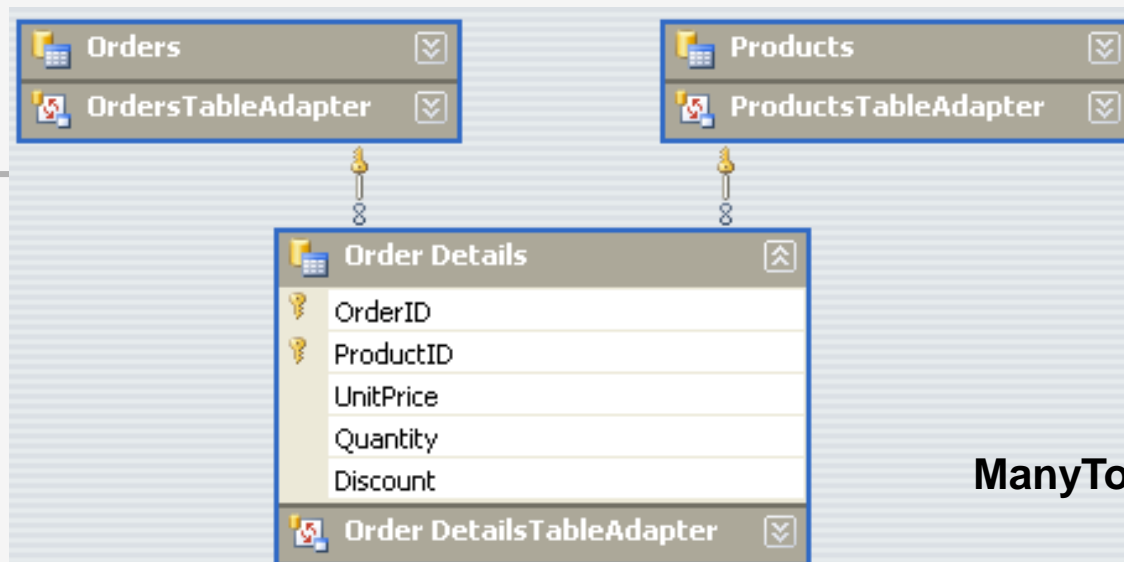 Orders
OrdersTableAdapter
Products
ProductsTableAdapter
Order Details
OrderID
ProductID
UnitPrice
Quantity
Discount
ManyTo
Order DetailsTableAdapter